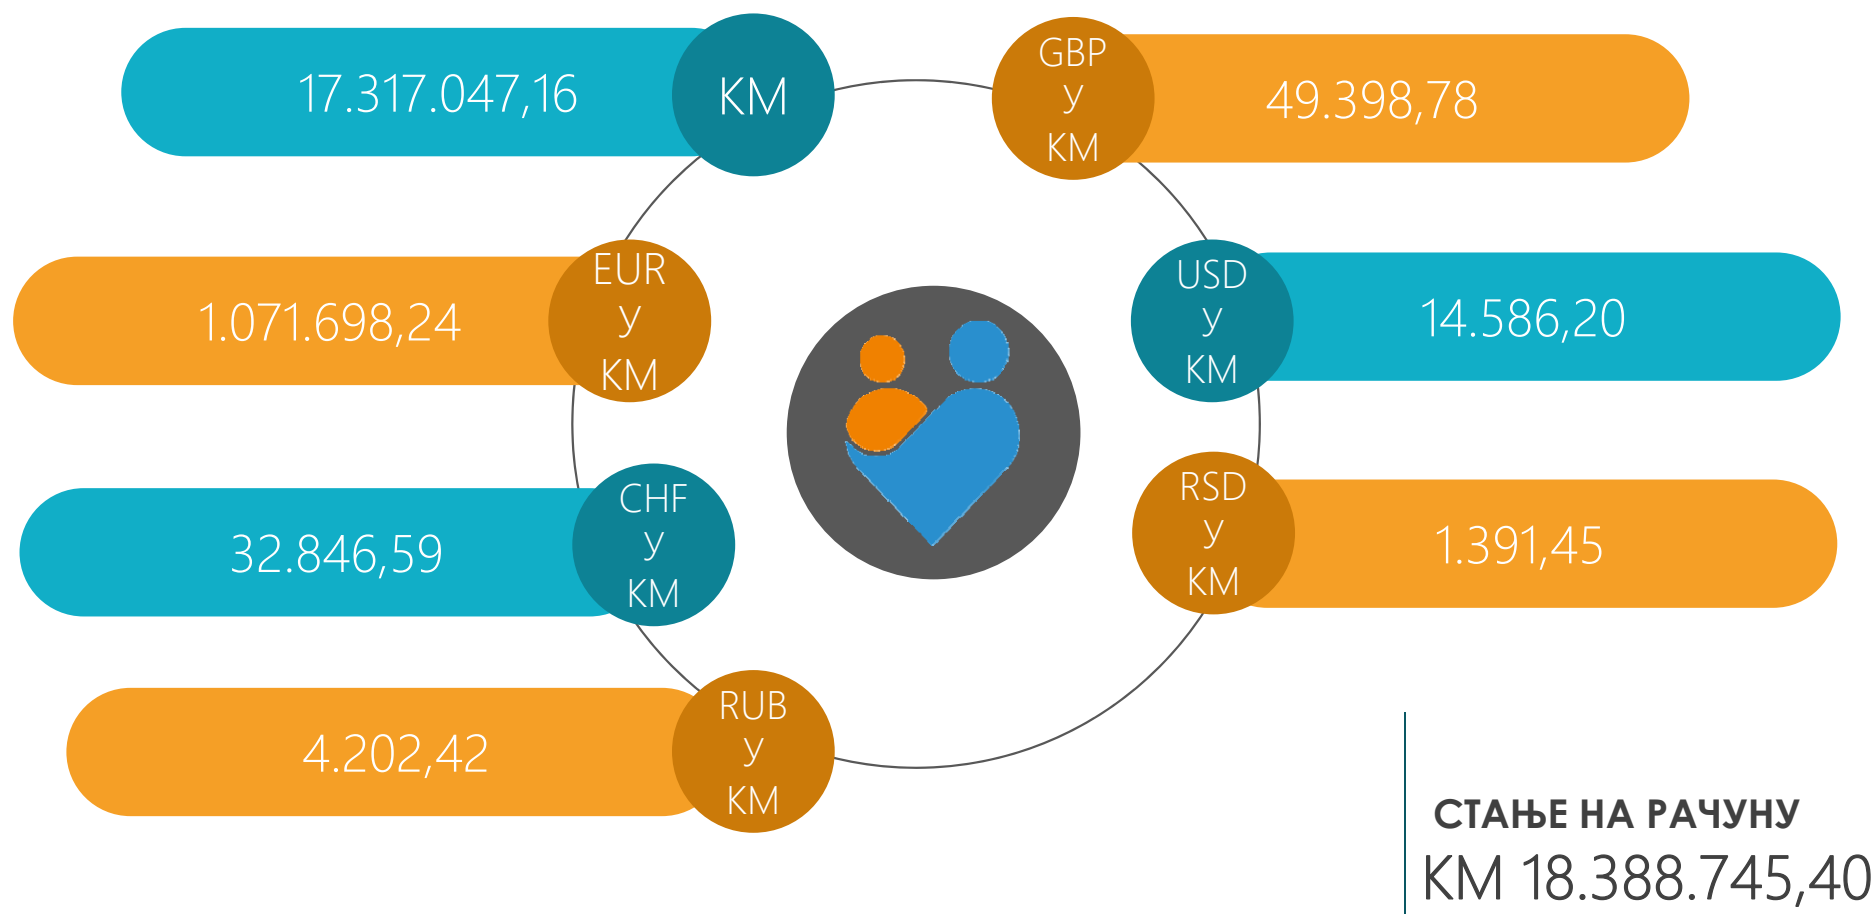 17.317.047,16
КМ
GBP
у
КМ
49.398,78
1.071.698,24
EUR
у
КМ
USD
у
КМ
14.586,20
32.846,59
CHF
у
КМ
RSD
у
КМ
1.391,45
4.202,42
RUB
у
КМ
СТАЊЕ НА РАЧУНУ
КМ 18.388.745,40